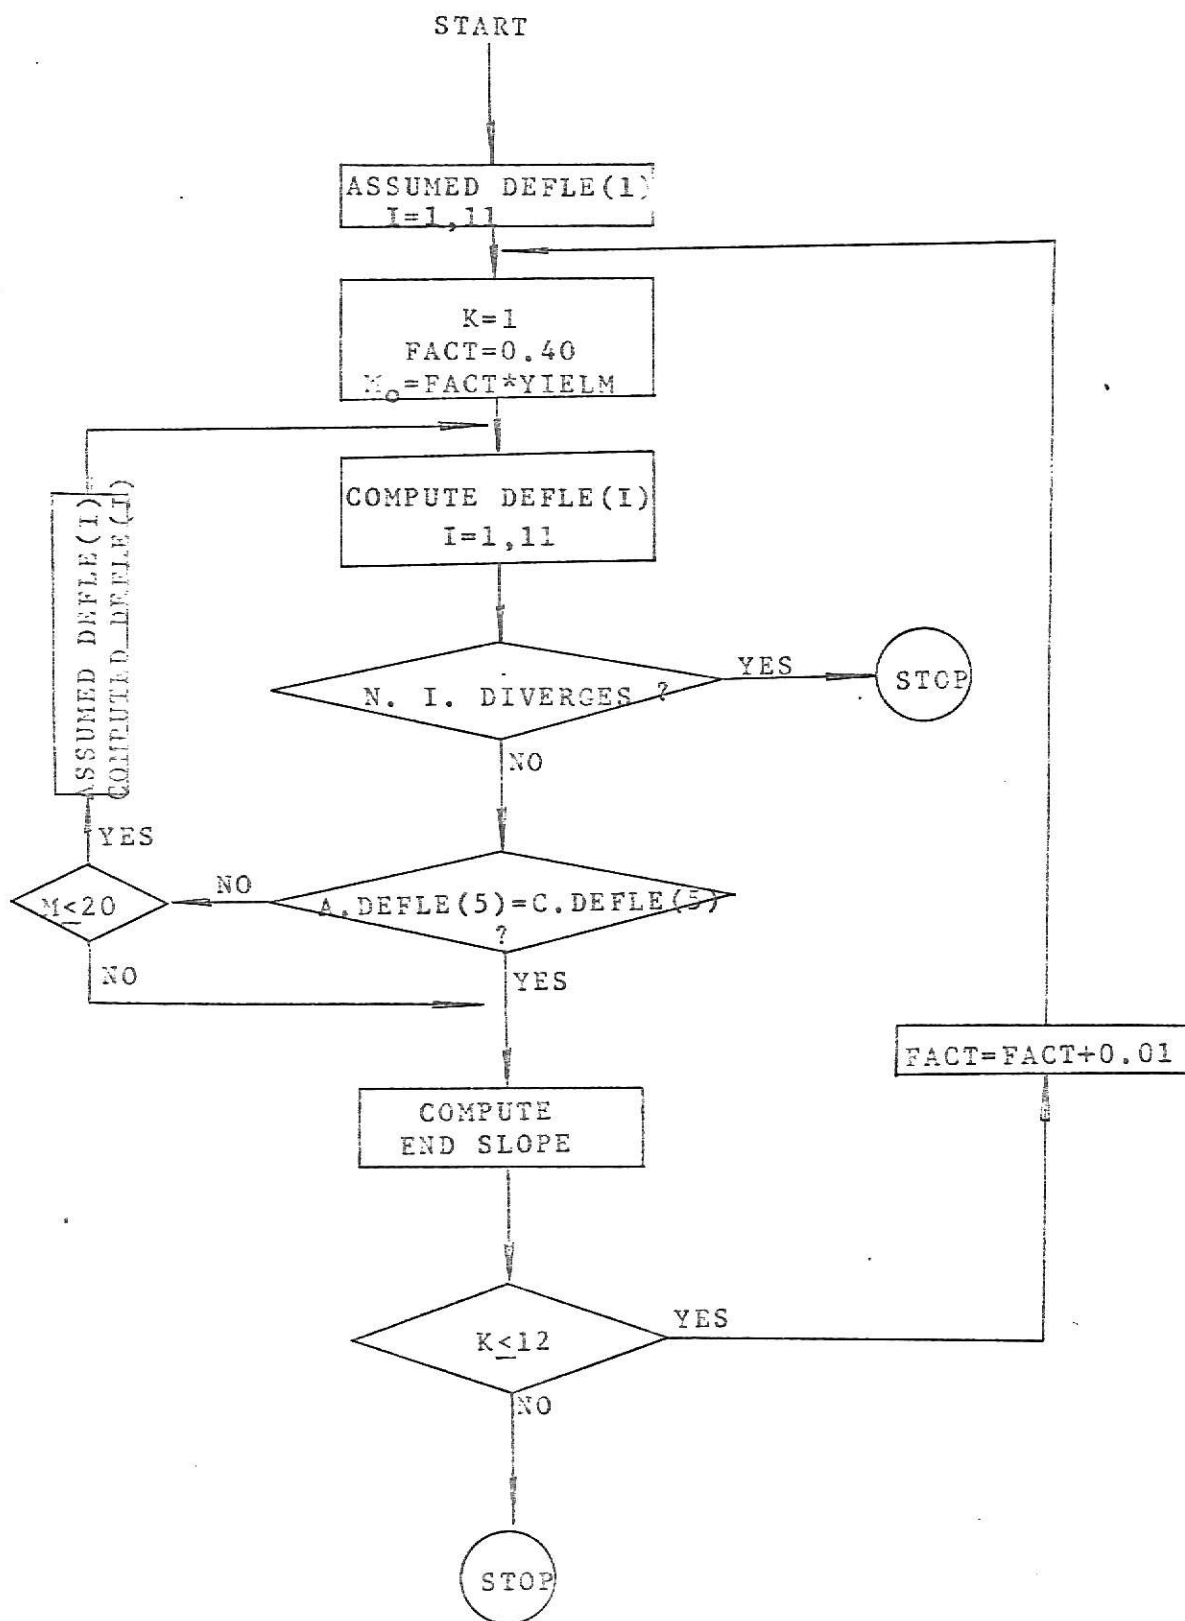 START
ASSUMED DEFLE(1)
I=1,11
K=1
FACT=0.40
M₀=FACT*YIELM
COMPUTE DEFLE(I)
I=1,11
ASSUMED DEFLE(I)
COMPUTED DEFLE(I)
N. I. DIVERGES ?
YES
STOP
NO
YES
M≤20
NO
A.DEFLE(5)=C.DEFLE(5)
?
NO
YES
FACT=FACT+0.01
COMPUTE
END SLOPE
K≤12
YES
NO
STOP